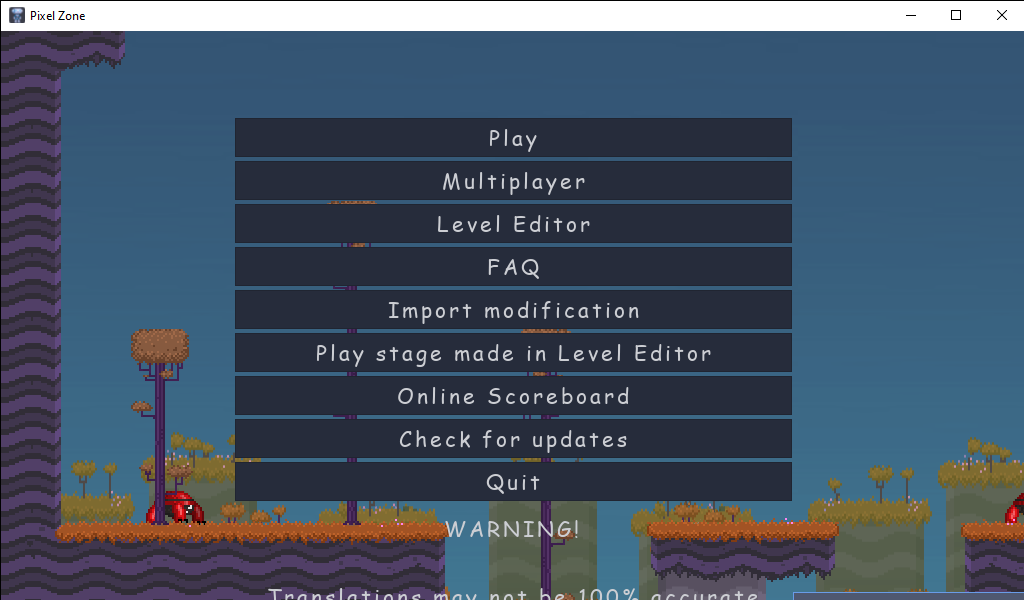 Pixel Zone
Play
Multiplayer
Level Editor
FAQ
Import modification
Play stage made in Level Editor
Online Scoreboard
Check for updates
Quit
WARNING!
Translations may not be 100% accurate